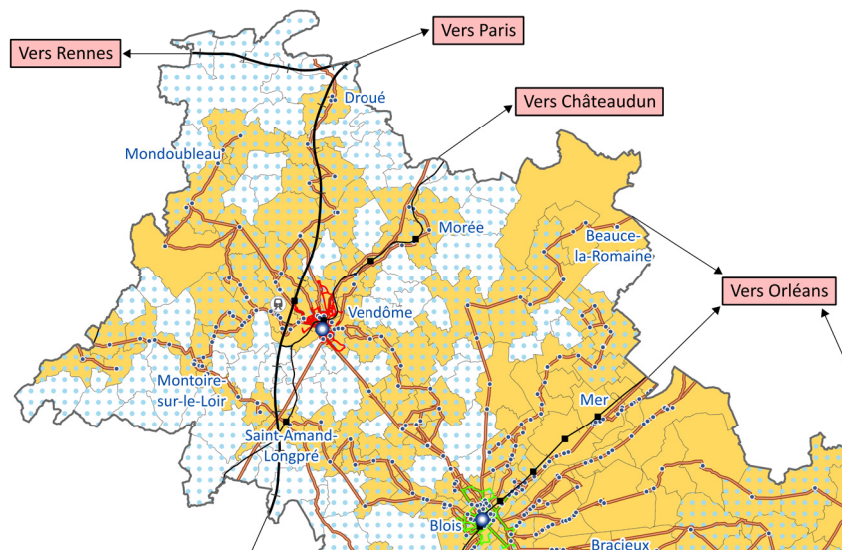 Vers Rennes
Vers Paris
Droué
Vers Châteaudun
Mondoubleau
Morée
Beauce-
la-Romaine
Vers Orléans
Vendôme
Montoire-
sur-le-Loir
Mer
Saint-Amand-
Longpré
Blois
Bracieux